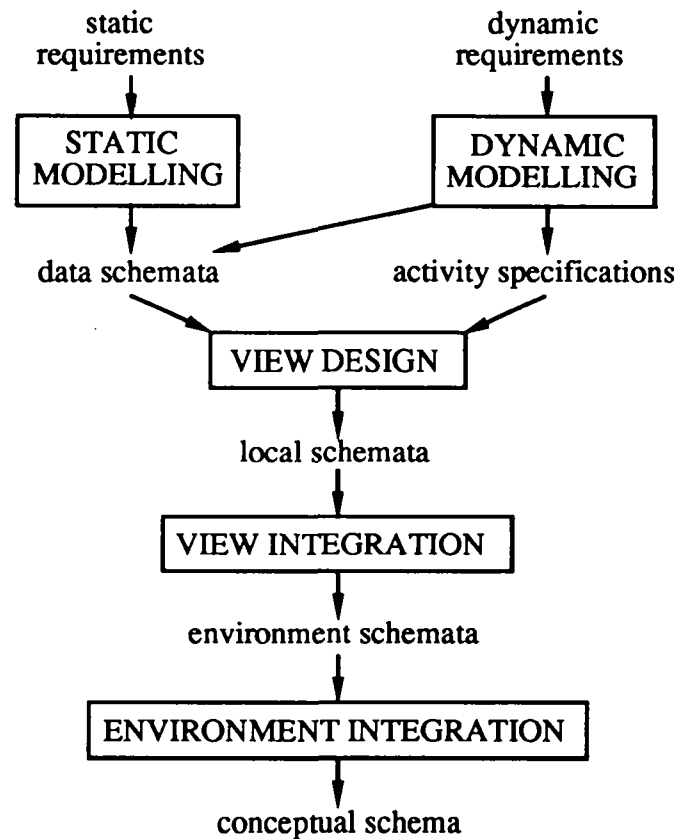 static
requirements
dynamic
requirements
STATIC
MODELLING
DYNAMIC
MODELLING
data schemata
activity specifications
VIEW DESIGN
local schemata
VIEW INTEGRATION
environment schemata
ENVIRONMENT INTEGRATION
conceptual schema